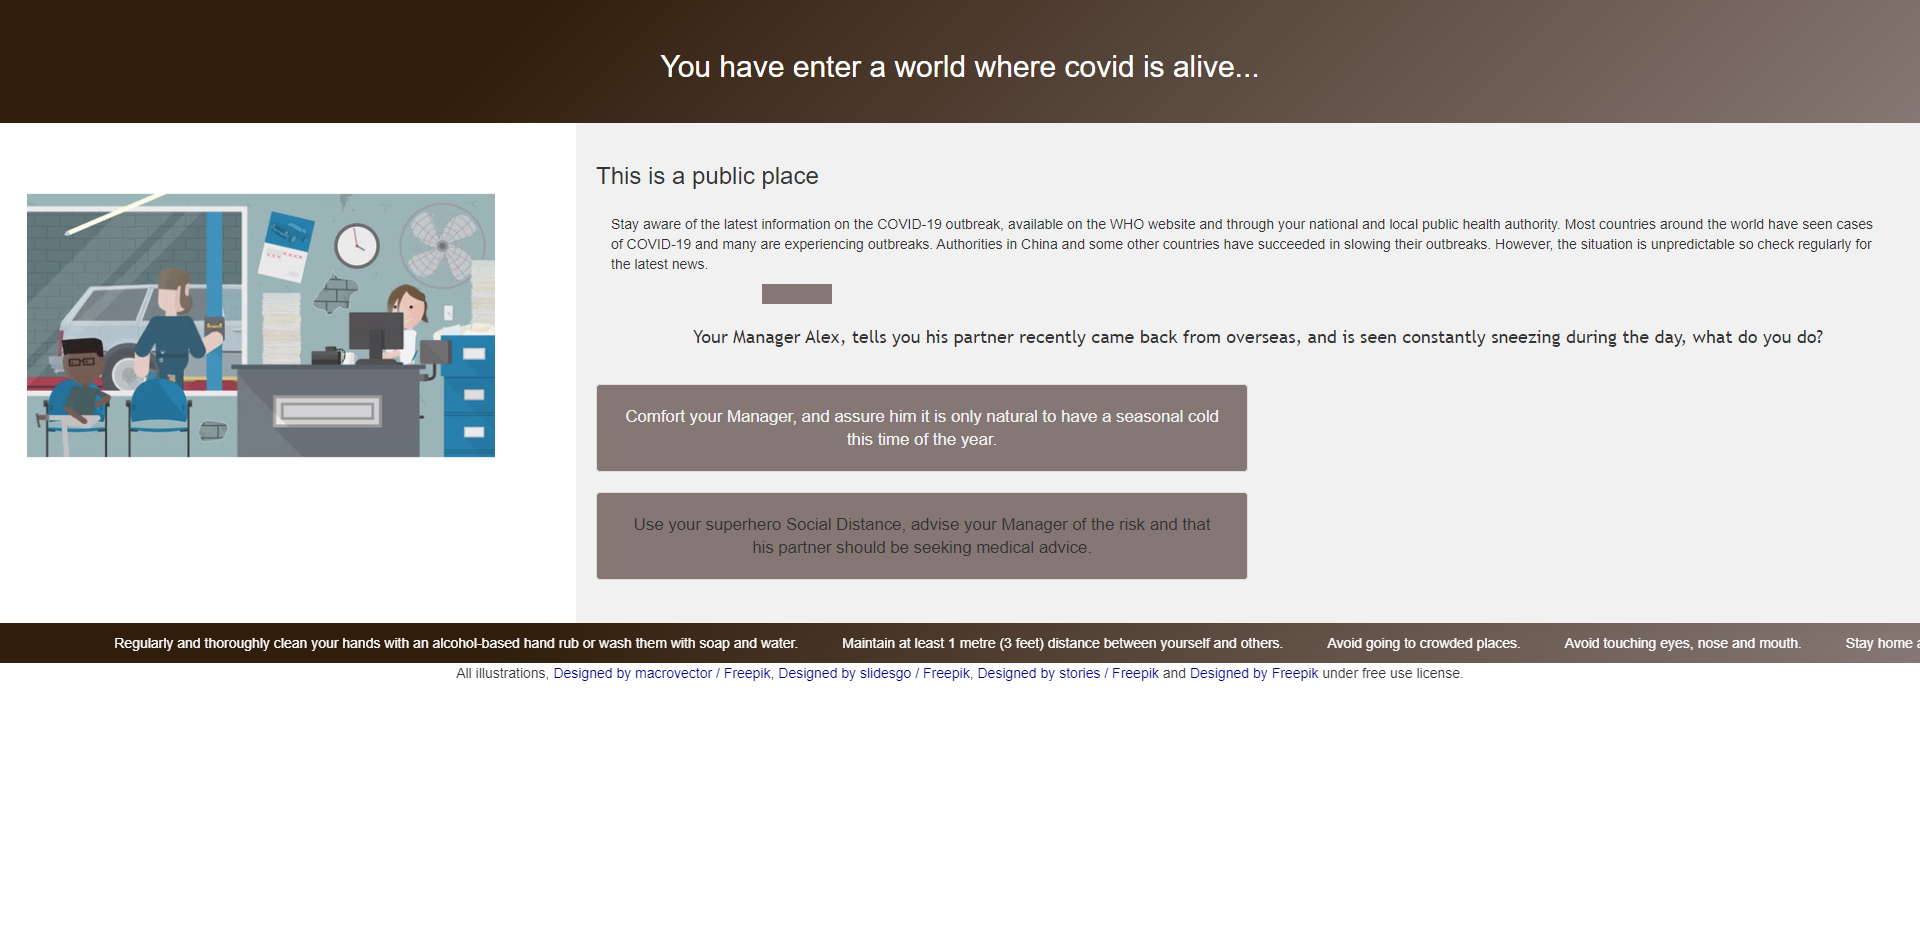 You have enter a world where covid is alive...
This is a public place
Stay aware of the latest information on the COVID-19 outbreak, available on the WHO website and through your national and local public health authority. Most countries around the world have seen cases
of COVID-19 and many are experiencing outbreaks. Authorities in China and some other countries have succeeded in slowing their outbreaks. However, the situation is unpredictable so check regularly for
the latest news.
Your Manager Alex, tells you his partner recently came back from overseas, and is seen constantly sneezing during the day, what do you do?
Comfort your Manager, and assure him it is only natural to have a seasonal cold
this time of the year.
Use your superhero Social Distance, advise your Manager of the risk and that
his partner should be seeking medical advice.
Regularly and thoroughly clean your hands with an alcohol-based hand rub or wash them with soap and water. Maintain at least 1 metre (3 feet) distance between yourself and others. Avoid going to crowded places. Avoid touching eyes, nose and mouth. Stay home a
All illustrations, Designed by macrovector / Freepik, Designed by slidesgo / Freepik, Designed by stories / Freepik and Designed by Freepik under free use license.